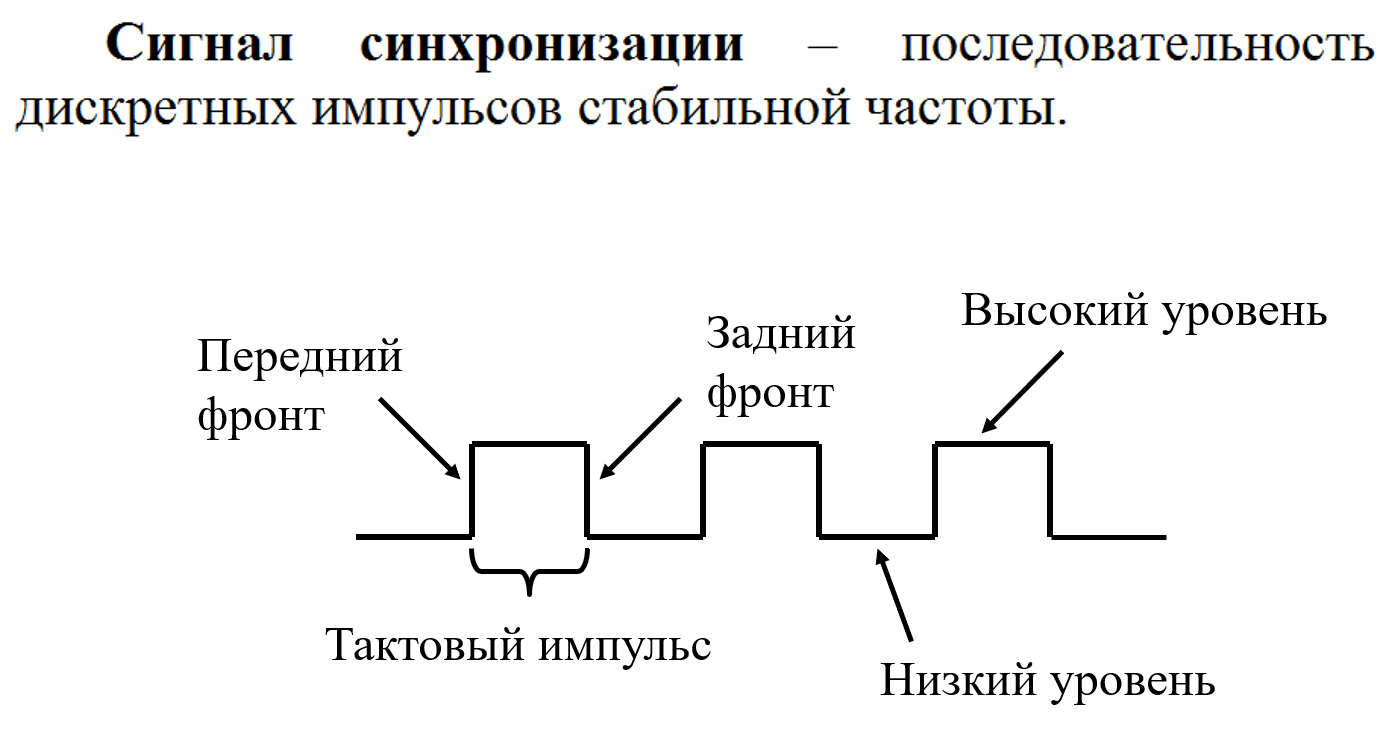 Сигнал синхронизации – последовательность
дискретных импульсов стабильной частоты.
Передний
фронт
Задний
фронт
Высокий уровень
Тактовый импульс
Низкий уровень